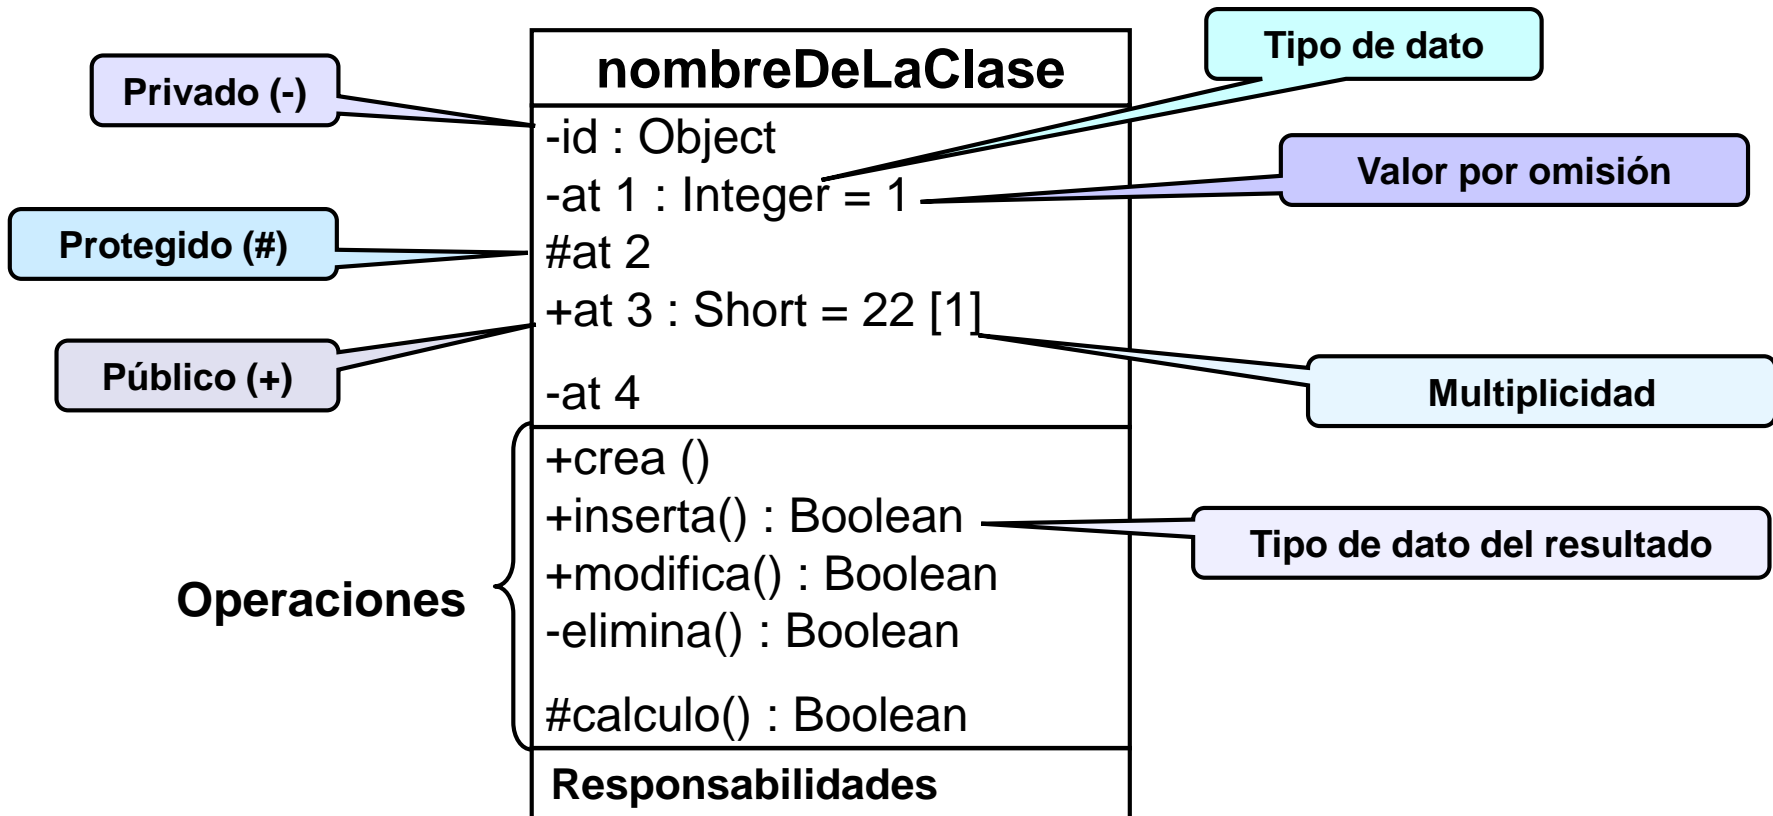 nombreDeLaClase
Tipo de dato
Privado (-)
-id : Object
Valor por omisión
-at 1 : Integer = 1
Protegido (#)
#at 2
+at 3 : Short = 22 [1]
Público (+)
-at 4
Multiplicidad
+crea ()
+inserta() : Boolean
Tipo de dato del resultado
+modifica() : Boolean
Operaciones
-elimina() : Boolean
#calculo() : Boolean
Responsabilidades